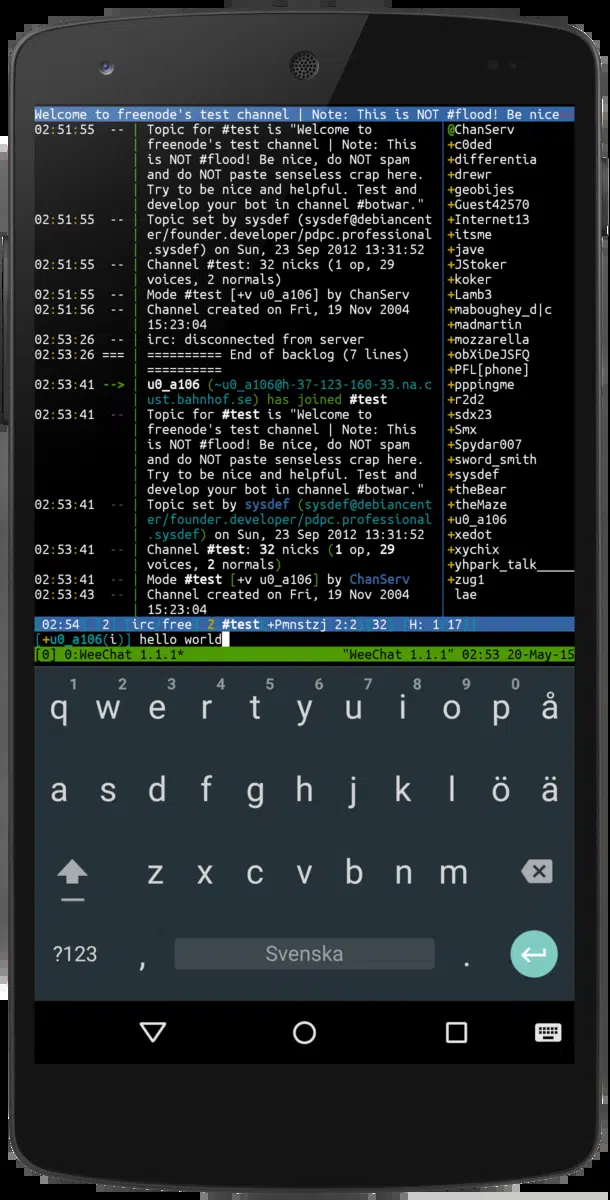 Welcome to freenode's test channel | Note: This is NOT #flood! Be nice
02:51:55 -- | Topic for #test is "Welcome to
freenode's test channel | Note: This
is NOT #flood! Be nice, do NOT spam
and do NOT paste senseless crap here.
Try to be nice and helpful. Test and
develop your bot in channel #botwar."
02:51:55 -- | Topic set by sysdef (sysdef@debiancent
er/founder.developer/pdpc.professional
.sysdef) on Sun, 23 Sep 2012 13:31:52
02:51:55 -- | Channel #test: 32 nicks (1 op, 29
voices, 2 normals)
02:51:55 -- | Mode #test [+v u0_a106] by ChanServ
02:51:56 -- | Channel created on Fri, 19 Nov 2004
15:23:04
02:53:26 -- | irc: disconnected from server
02:53:26 === | ========== End of backlog (7 lines)
==========
02:53:41 --> | u0_a106 (~u0_a106@h-37-123-160-33.na.c
ust.bahnhof.se) has joined #test
02:53:41 -- | Topic for #test is "Welcome to
freenode's test channel | Note: This
is NOT #flood! Be nice, do NOT spam
and do NOT paste senseless crap here.
Try to be nice and helpful. Test and
develop your bot in channel #botwar."
02:53:41 -- | Topic set by sysdef (sysdef@debiancent
er/founder.developer/pdpc.professional
.sysdef) on Sun, 23 Sep 2012 13:31:52
02:53:41 -- | Channel #test: 32 nicks (1 op, 29
voices, 2 normals)
02:53:41 -- | Mode #test [+v u0_a106] by ChanServ
02:53:43 -- | Channel created on Fri, 19 Nov 2004
15:23:04
@ChanServ
+c0ded
+differentia
+drewr
+geobijes
+Guest42570
+Internet13
+itsme
+jave
+JStoker
+koker
+Lamb3
+maboughey_d|c
+madmartin
+mozzarella
+obXiDeJSFQ
+PFL[phone]
+pppingme
+r2d2
+sdx23
+Smx
+Spydar007
+sword_smith
+sysdef
+theBear
+theMaze
+u0_a106
+xedot
+xychix
+yhpark_talk_____
+zug1
lae
[02:54] [2] [irc/free] 2:#test(+Pmnstzj 2:2){32} [H: 1(17)
[+u0_a106(i)] hello world
[0] 0:WeeChat 1.1.1* "WeeChat 1.1.1" 02:53 20-May-15
1 2 3 4 5 6 7 8 9 0
q w e r t y u i o p å
a s d f g h j k l ö ä
z x c v b n m
?123 , Svenska .